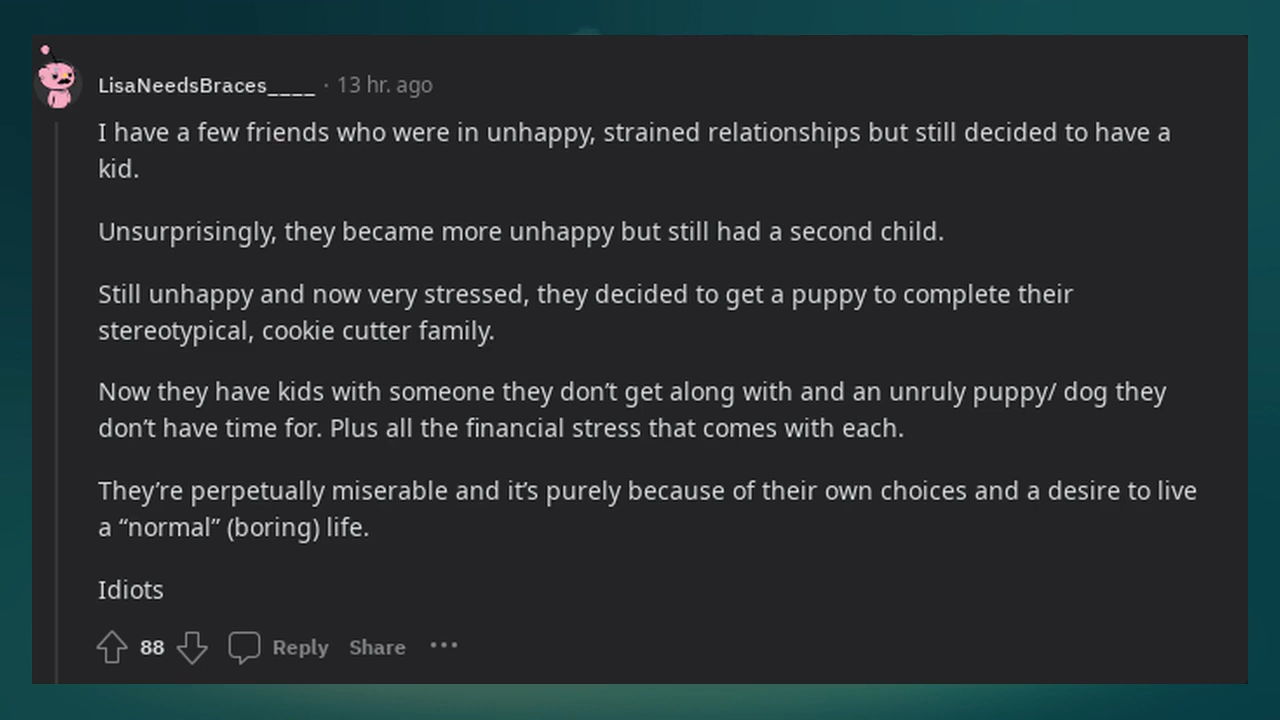 LisaNeedsBraces____ · 13 hr. ago
I have a few friends who were in unhappy, strained relationships but still decided to have a
kid.
Unsurprisingly, they became more unhappy but still had a second child.
Still unhappy and now very stressed, they decided to get a puppy to complete their
stereotypical, cookie cutter family.
Now they have kids with someone they don’t get along with and an unruly puppy/ dog they
don’t have time for. Plus all the financial stress that comes with each.
They’re perpetually miserable and it’s purely because of their own choices and a desire to live
a “normal” (boring) life.
Idiots
88 Reply Share •••